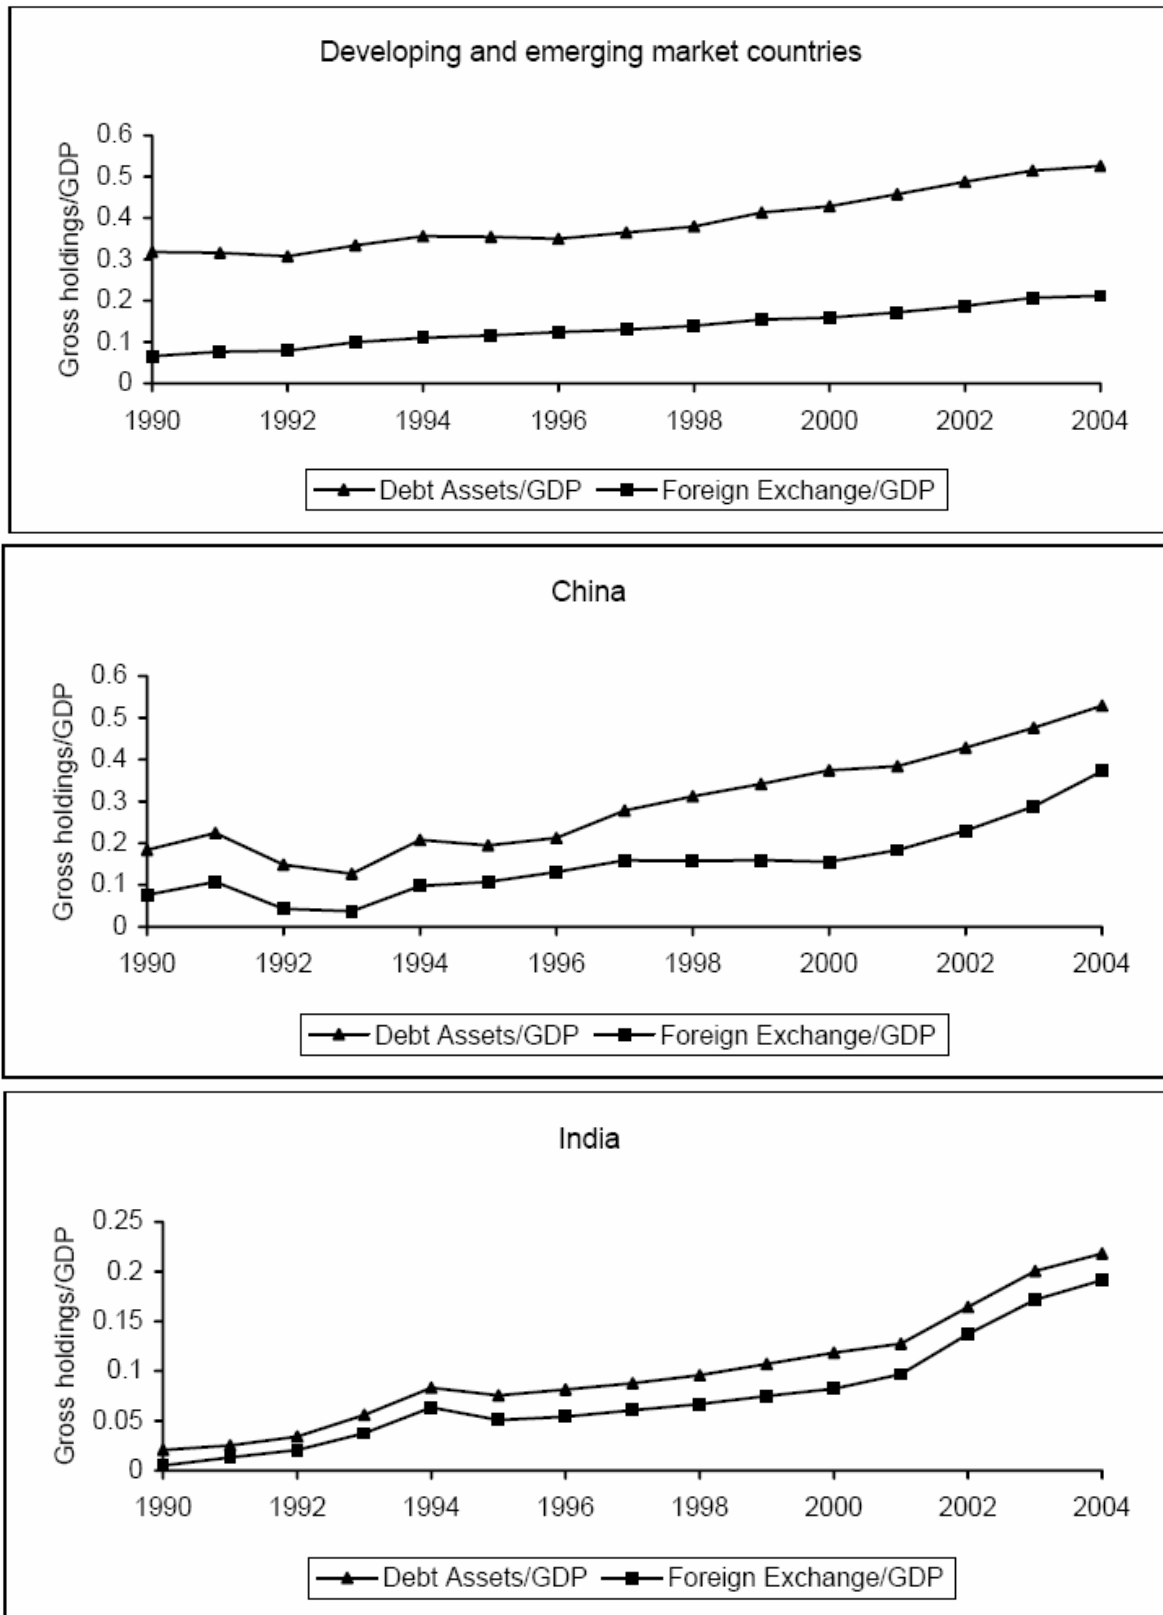 Developing and emerging market countries
Gross holdings/GDP
0.6
0.5
0.4
0.3
0.2
0.1
0
1990 1992 1994 1996 1998 2000 2002 2004
Debt Assets/GDP Foreign Exchange/GDP
China
Gross holdings/GDP
0.6
0.5
0.4
0.3
0.2
0.1
0
1990 1992 1994 1996 1998 2000 2002 2004
Debt Assets/GDP Foreign Exchange/GDP
India
Gross holdings/GDP
0.25
0.2
0.15
0.1
0.05
0
1990 1992 1994 1996 1998 2000 2002 2004
Debt Assets/GDP Foreign Exchange/GDP